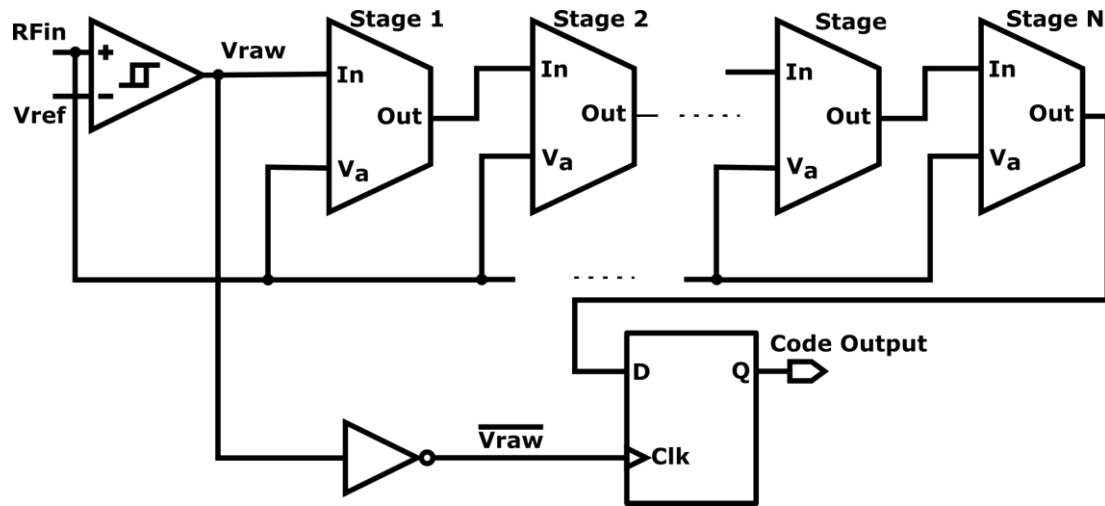 Stage 1
Stage 2
Stage
Stage N
RFin
+
Vraw
Vref
−
In
Out
Va
In
Out
Va
In
Out
Va
In
Out
Va
Code Output
D
Q
V̅r̅a̅w̅
Clk